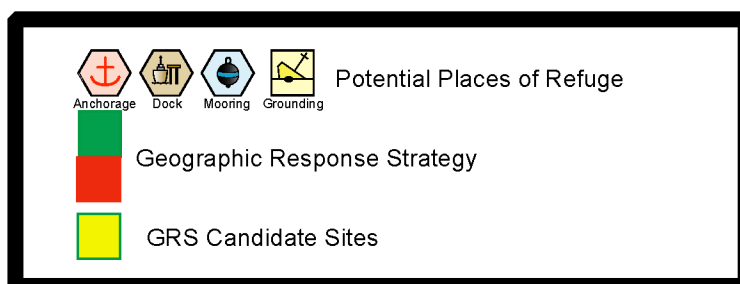 Potential Places of Refuge
Anchorage Dock Mooring Grounding
Geographic Response Strategy
GRS Candidate Sites